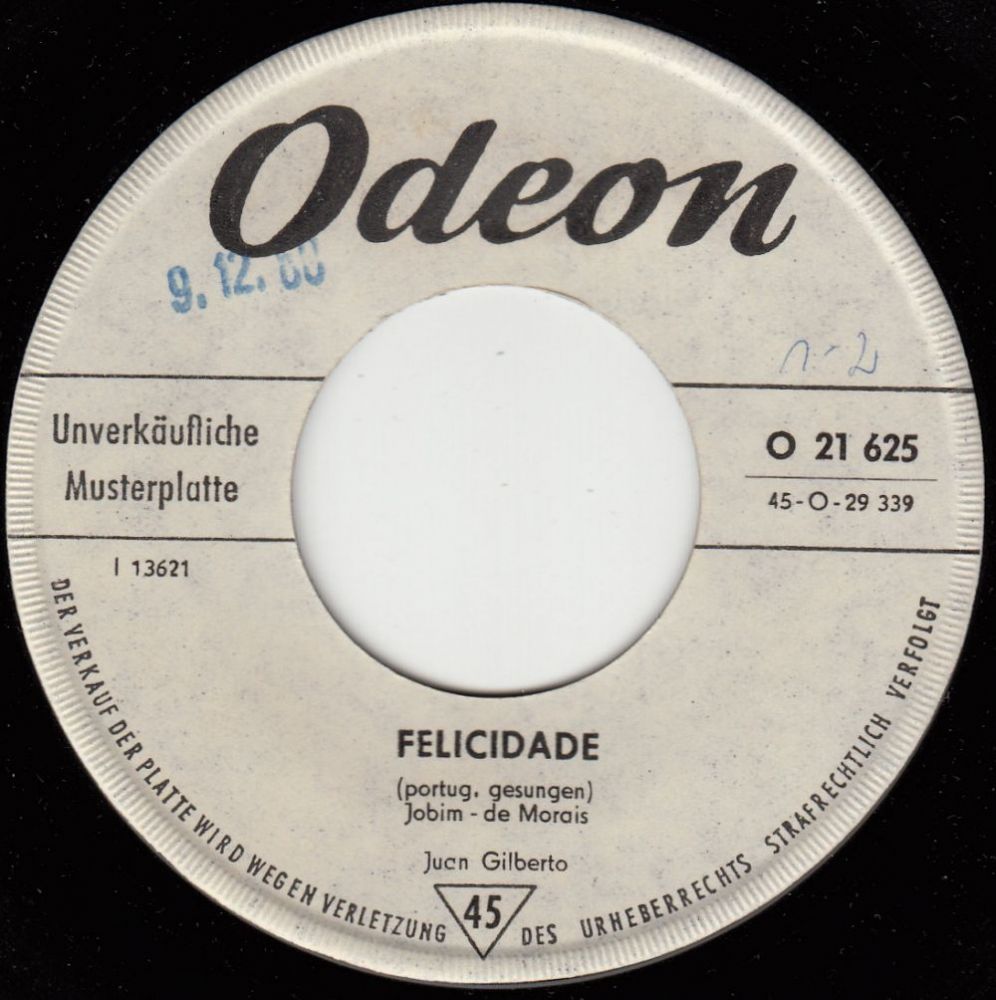 Odeon
9. 12. 60
Unverkäufliche
Musterplatte
O 21 625
45-O-29 339
I 13621
FELICIDADE
(portug. gesungen)
Jobim - de Morais
Juan Gilberto
45
DER VERKAUF DER PLATTE WIRD WEGEN VERLETZUNG DES URHEBERRECHTS STRAFRECHTLICH VERFOLGT